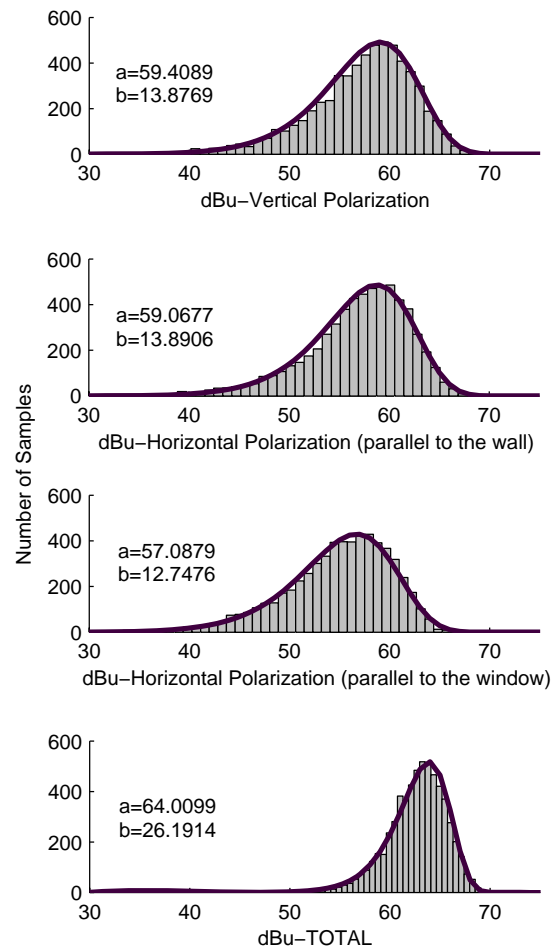 600
400
200
0
a=59.4089
b=13.8769
30 40 50 60 70
dBu−Vertical Polarization
600
400
200
0
a=59.0677
b=13.8906
30 40 50 60 70
dBu−Horizontal Polarization (parallel to the wall)
Number of Samples
600
400
200
0
a=57.0879
b=12.7476
30 40 50 60 70
dBu−Horizontal Polarization (parallel to the window)
600
400
200
0
a=64.0099
b=26.1914
30 40 50 60 70
dBu−TOTAL